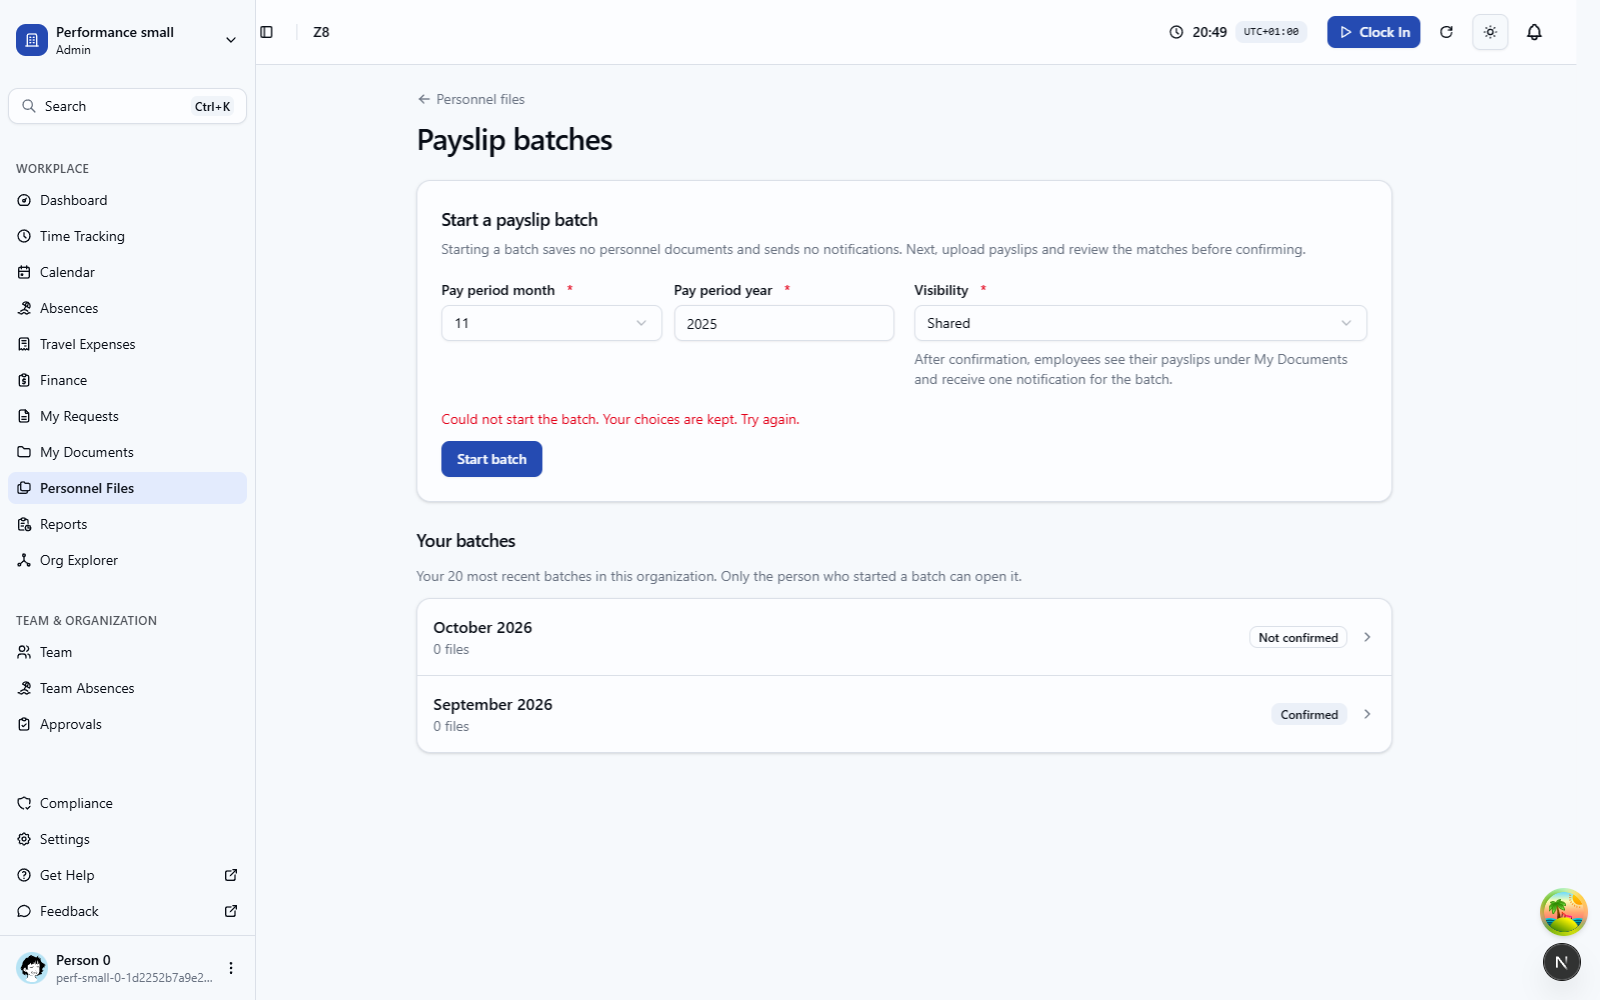 Performance small
Admin
Search
Ctrl+K
WORKPLACE
Dashboard
Time Tracking
Calendar
Absences
Travel Expenses
Finance
My Requests
My Documents
Personnel Files
Reports
Org Explorer
TEAM & ORGANIZATION
Team
Team Absences
Approvals
Compliance
Settings
Get Help
Feedback
Person 0
perf-small-0-1d2252b7a9e2...
Z8
20:49
UTC+01:00
Clock In
Personnel files
Payslip batches
Start a payslip batch
Starting a batch saves no personnel documents and sends no notifications. Next, upload payslips and review the matches before confirming.
Pay period month *
Pay period year *
Visibility *
11
2025
Shared
After confirmation, employees see their payslips under My Documents
and receive one notification for the batch.
Could not start the batch. Your choices are kept. Try again.
Start batch
Your batches
Your 20 most recent batches in this organization. Only the person who started a batch can open it.
October 2026
0 files
Not confirmed
September 2026
0 files
Confirmed
N